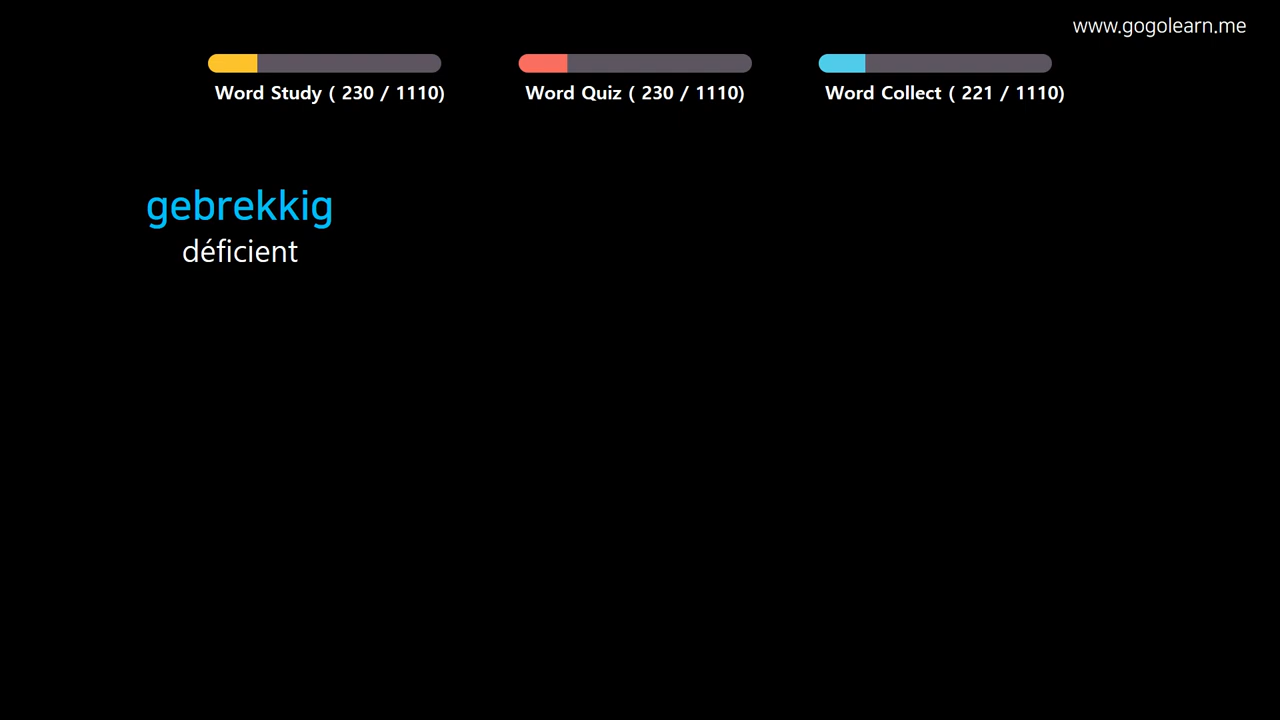 www.gogolearn.me
Word Study ( 230 / 1110)
Word Quiz ( 230 / 1110)
Word Collect ( 221 / 1110)
gebrekkig
déficient